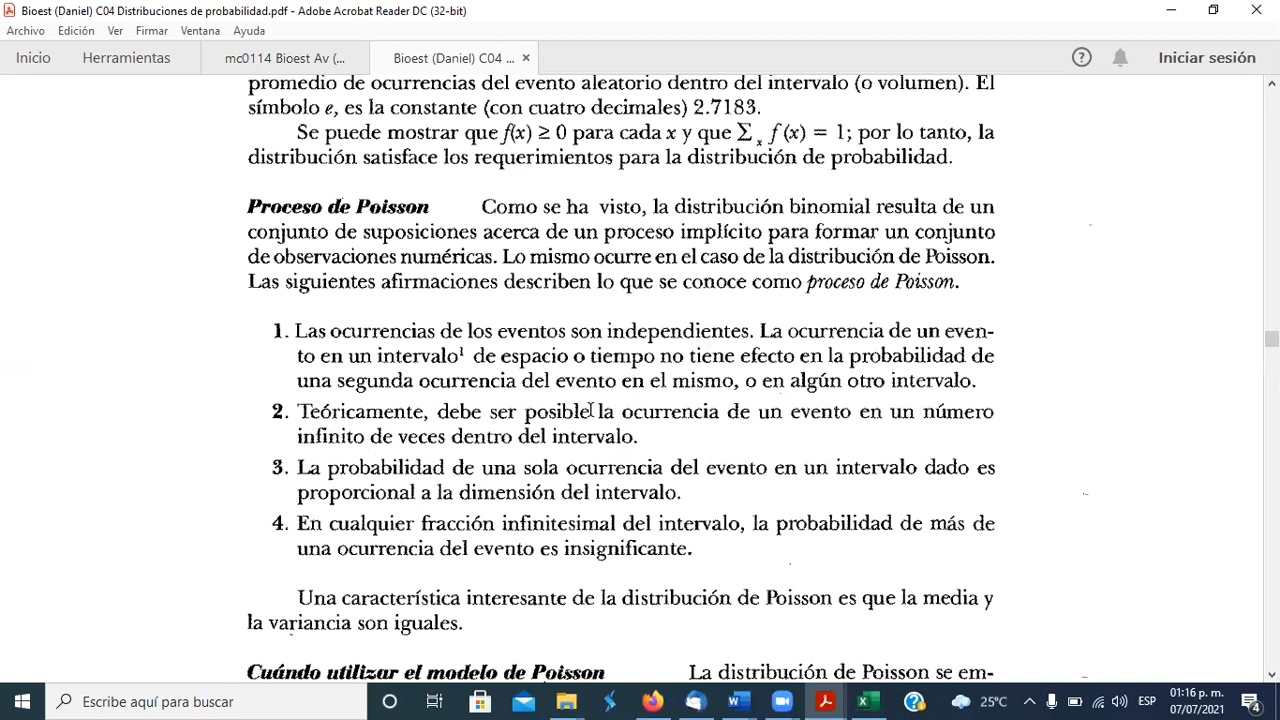 Bioest (Daniel) C04 Distribuciones de probabilidad.pdf - Adobe Acrobat Reader DC (32-bit)
Archivo Edición Ver Firmar Ventana Ayuda
Inicio Herramientas mc0114 Bioest Av (... Bioest (Daniel) C04 ... × Iniciar sesión
promedio de ocurrencias del evento aleatorio dentro del intervalo (o volumen). El
símbolo e, es la constante (con cuatro decimales) 2.7183.
Se puede mostrar que f(x) ≥ 0 para cada x y que ∑x f(x) = 1; por lo tanto, la
distribución satisface los requerimientos para la distribución de probabilidad.
Proceso de Poisson Como se ha visto, la distribución binomial resulta de un
conjunto de suposiciones acerca de un proceso implícito para formar un conjunto
de observaciones numéricas. Lo mismo ocurre en el caso de la distribución de Poisson.
Las siguientes afirmaciones describen lo que se conoce como proceso de Poisson.
1. Las ocurrencias de los eventos son independientes. La ocurrencia de un even-
to en un intervalo¹ de espacio o tiempo no tiene efecto en la probabilidad de
una segunda ocurrencia del evento en el mismo, o en algún otro intervalo.
2. Teóricamente, debe ser posible la ocurrencia de un evento en un número
infinito de veces dentro del intervalo.
3. La probabilidad de una sola ocurrencia del evento en un intervalo dado es
proporcional a la dimensión del intervalo.
4. En cualquier fracción infinitesimal del intervalo, la probabilidad de más de
una ocurrencia del evento es insignificante.
Una característica interesante de la distribución de Poisson es que la media y
la variancia son iguales.
Cuándo utilizar el modelo de Poisson La distribución de Poisson se em-
Escribe aquí para buscar 25°C ESP 01:16 p. m.
07/07/2021 4